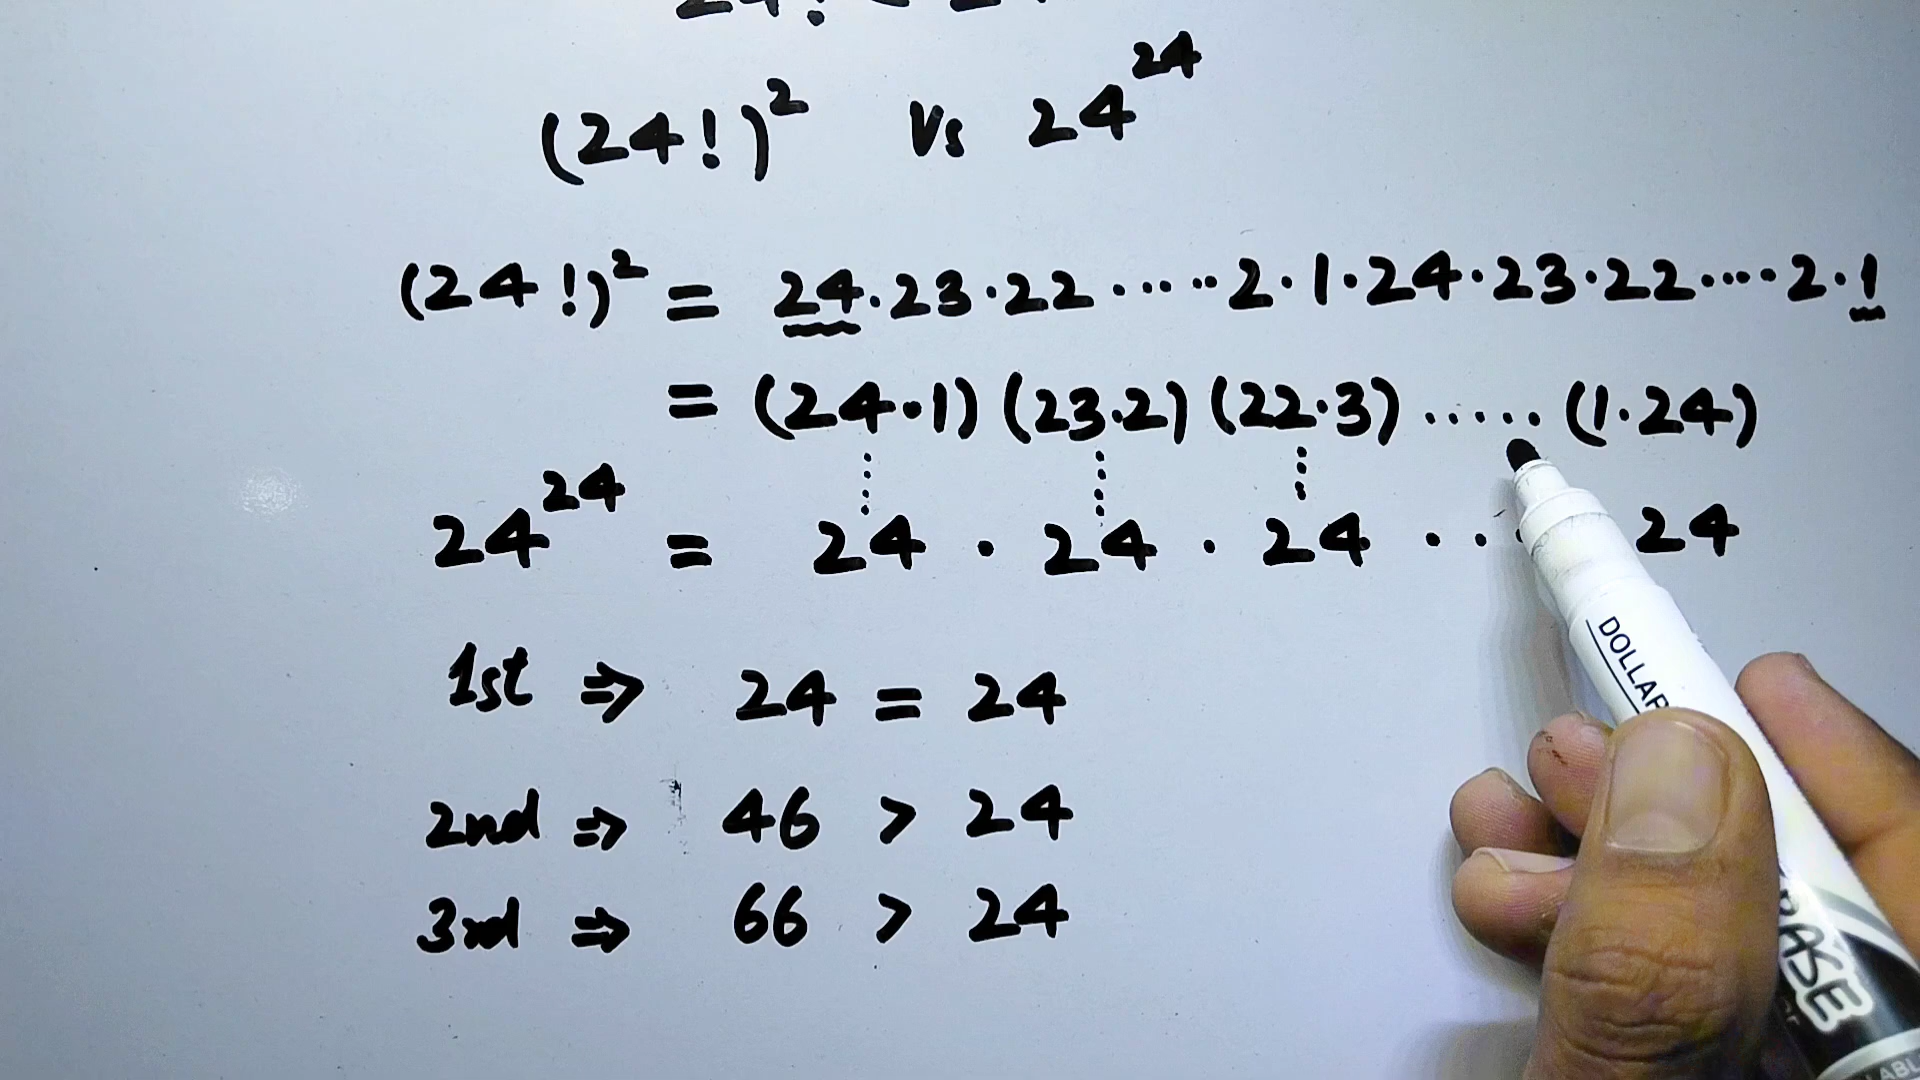 (24!)² Vs 24²⁴
(24!)² = 24·23·22······2·1·24·23·22·····2·1
= (24·1) (23·2) (22·3) ······ (1·24)
24²⁴ = 24 · 24 · 24 ··· 24
1st ⇒ 24 = 24
2nd ⇒ 46 > 24
3rd ⇒ 66 > 24
DOLLAR